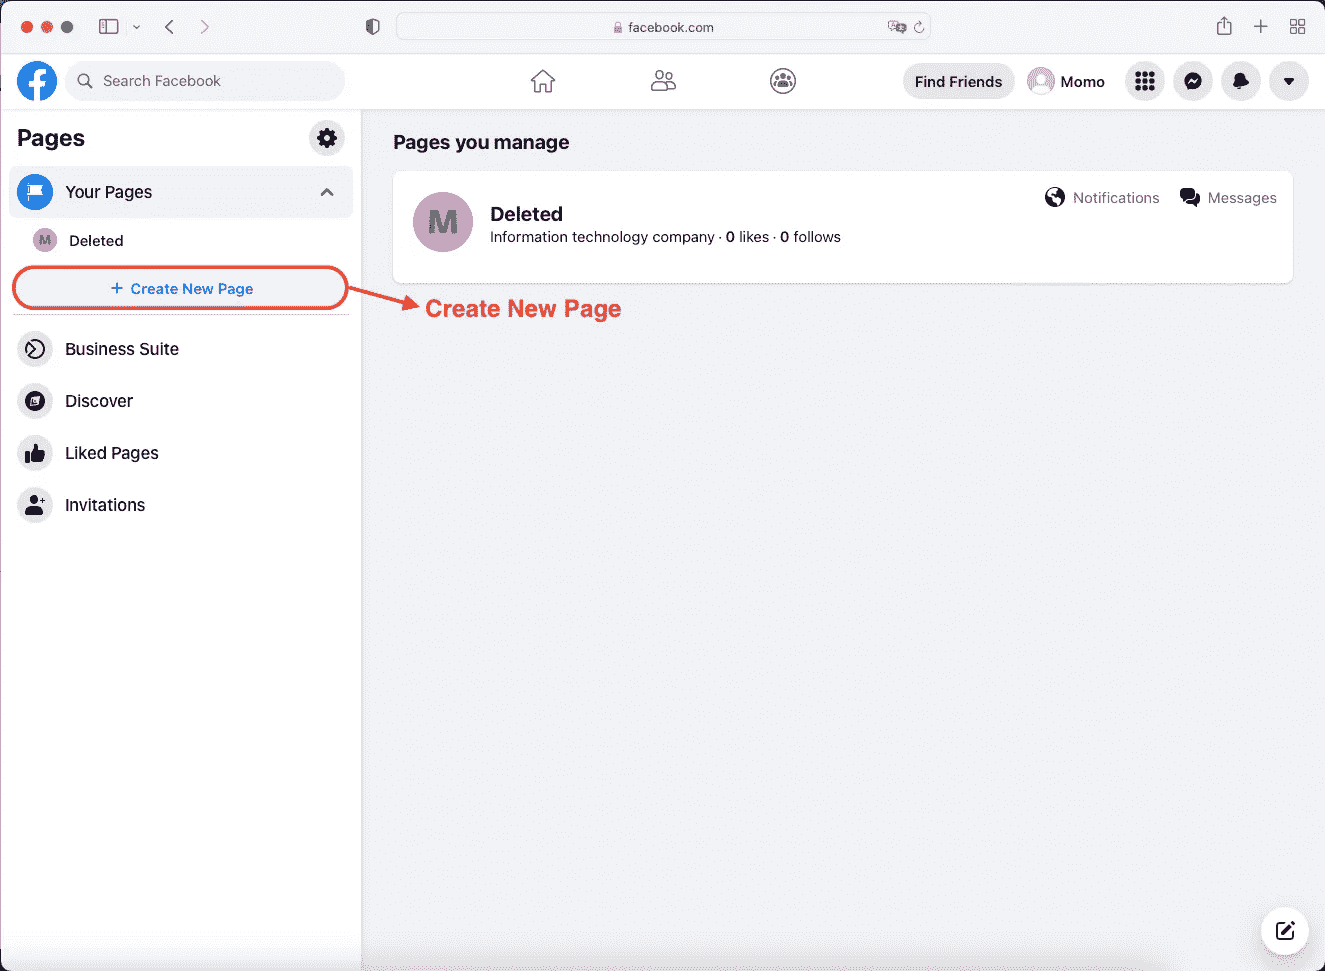 facebook.com
Search Facebook
Find Friends
Momo
Pages
Your Pages
M Deleted
+ Create New Page
Business Suite
Discover
Liked Pages
Invitations
Pages you manage
M
Deleted
Information technology company · 0 likes · 0 follows
Notifications
Messages
Create New Page